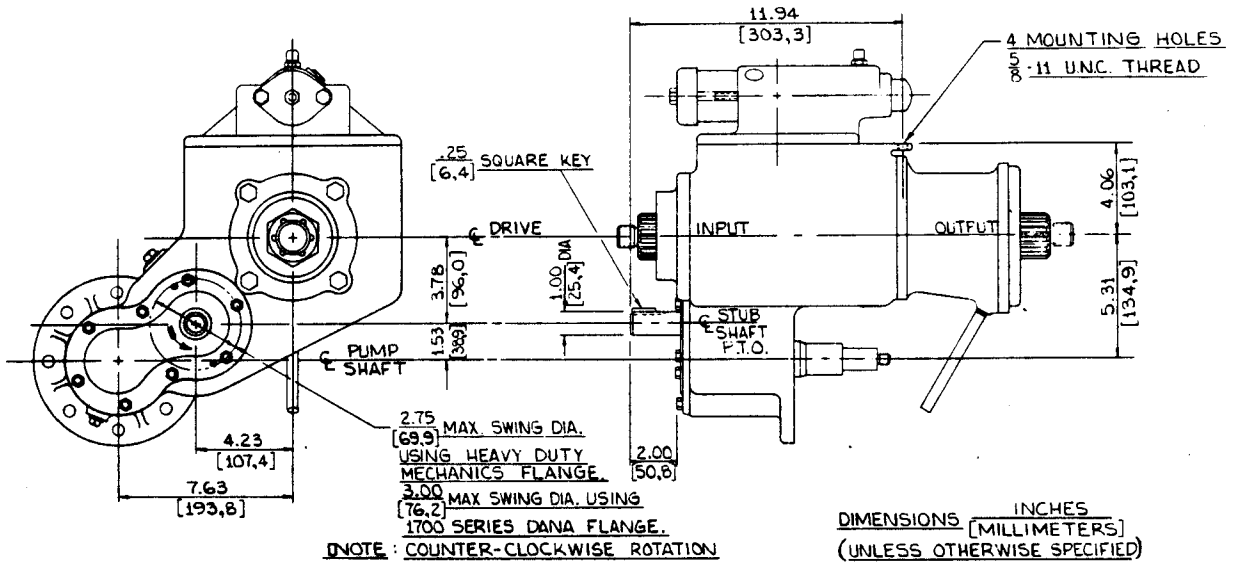 11.94
[303,3]
4 MOUNTING HOLES
5/8-11 U.N.C. THREAD
.25
[6,4] SQUARE KEY
℄ DRIVE
INPUT
OUTPUT
4.06
[103,1]
3.78
[96,0]
1.00 DIA
[25,4]
5.31
[134,9]
1.53
[38,9]
℄ PUMP
SHAFT
℄ STUB
SHAFT
P.T.O.
2.75
[69,9] MAX. SWING DIA.
USING HEAVY DUTY
MECHANICS FLANGE.
3.00
[76,2] MAX SWING DIA. USING
1700 SERIES DANA FLANGE.
2.00
[50,8]
4.23
[107,4]
7.63
[193,8]
NOTE : COUNTER-CLOCKWISE ROTATION
DIMENSIONS INCHES
[MILLIMETERS]
(UNLESS OTHERWISE SPECIFIED)